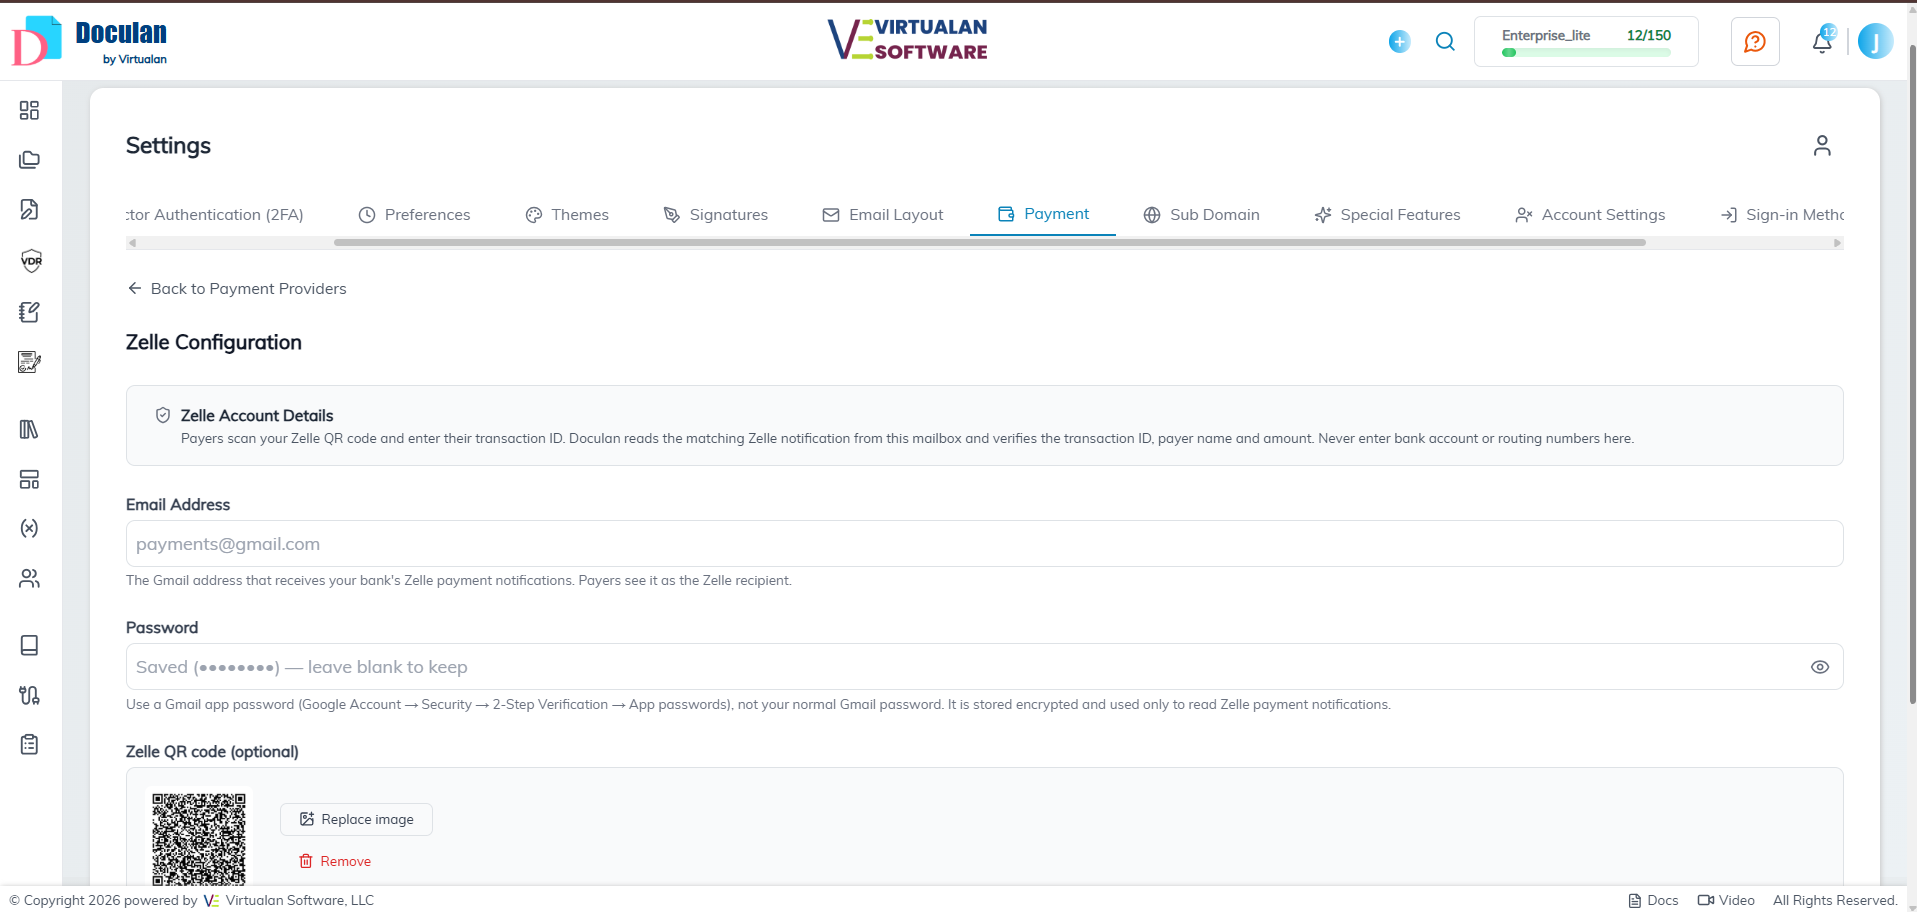 Doculan
by Virtualan
VIRTUALAN
SOFTWARE
Enterprise_lite 12/150
12
J
Settings
ctor Authentication (2FA) Preferences Themes Signatures Email Layout Payment Sub Domain Special Features Account Settings Sign-in Metho
Back to Payment Providers
Zelle Configuration
Zelle Account Details
Payers scan your Zelle QR code and enter their transaction ID. Doculan reads the matching Zelle notification from this mailbox and verifies the transaction ID, payer name and amount. Never enter bank account or routing numbers here.
Email Address
payments@gmail.com
The Gmail address that receives your bank's Zelle payment notifications. Payers see it as the Zelle recipient.
Password
Saved (••••••••) — leave blank to keep
Use a Gmail app password (Google Account → Security → 2-Step Verification → App passwords), not your normal Gmail password. It is stored encrypted and used only to read Zelle payment notifications.
Zelle QR code (optional)
Replace image
Remove
VDR
© Copyright 2026 powered by VE Virtualan Software, LLC
Docs Video All Rights Reserved.